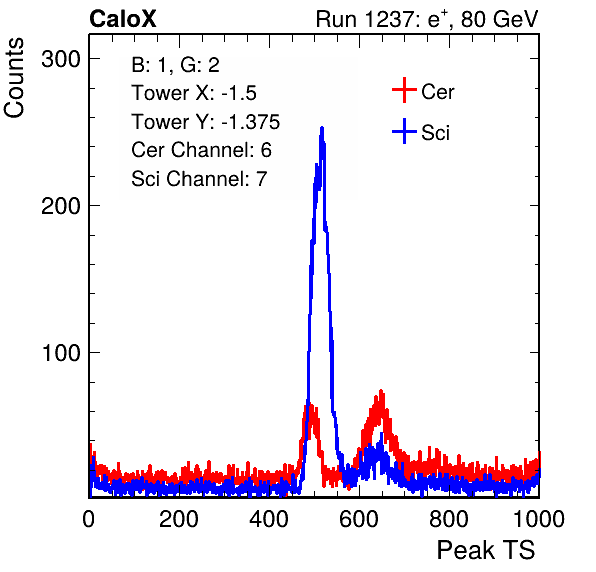 CaloX Run 1237: e+, 80 GeV
Counts
B: 1, G: 2
Tower X: -1.5
Tower Y: -1.375
Cer Channel: 6
Sci Channel: 7
Cer
Sci
300
200
100
0 200 400 600 800 1000
Peak TS